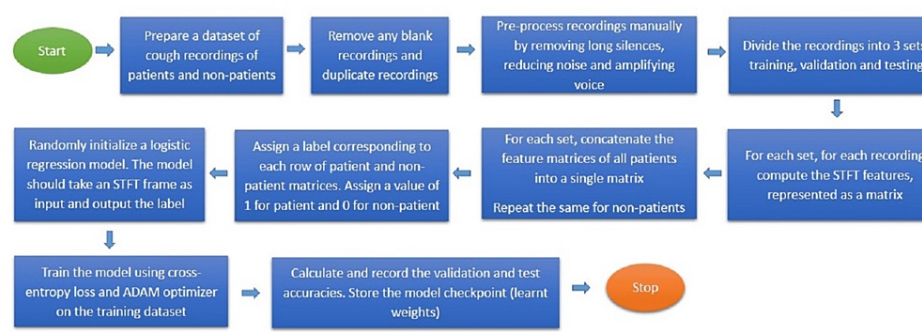 Start
Prepare a dataset of
cough recordings of
patients and non-patients
Remove any blank
recordings and
duplicate recordings
Pre-process recordings manually
by removing long silences,
reducing noise and amplifying
voice
Divide the recordings into 3 sets
training, validation and testing
For each set, for each recording
compute the STFT features,
represented as a matrix
For each set, concatenate the
feature matrices of all patients
into a single matrix
Repeat the same for non-patients
Assign a label corresponding to
each row of patient and non-
patient matrices. Assign a value of
1 for patient and 0 for non-patient
Randomly initialize a logistic
regression model. The model
should take an STFT frame as
input and output the label
Train the model using cross-
entropy loss and ADAM optimizer
on the training dataset
Calculate and record the validation and test
accuracies. Store the model checkpoint (learnt
weights)
Stop